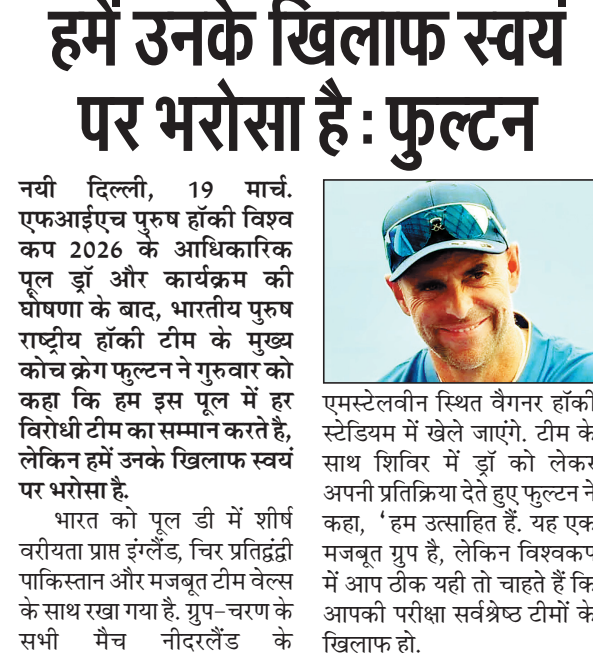 हमें उनके खिलाफ स्वयं
पर भरोसा है : फुल्टन
नयी दिल्ली, 19 मार्च.
एफआईएच पुरुष हॉकी विश्व
कप 2026 के आधिकारिक
पूल ड्रॉ और कार्यक्रम की
घोषणा के बाद, भारतीय पुरुष
राष्ट्रीय हॉकी टीम के मुख्य
कोच क्रेग फुल्टन ने गुरुवार को
कहा कि हम इस पूल में हर
विरोधी टीम का सम्मान करते है,
लेकिन हमें उनके खिलाफ स्वयं
पर भरोसा है.
भारत को पूल डी में शीर्ष
वरीयता प्राप्त इंग्लैंड, चिर प्रतिद्वंद्वी
पाकिस्तान और मजबूत टीम वेल्स
के साथ रखा गया है. ग्रुप-चरण के
सभी मैच नीदरलैंड के
एमस्टेलवीन स्थित वैगनर हॉकी
स्टेडियम में खेले जाएंगे. टीम के
साथ शिविर में ड्रॉ को लेकर
अपनी प्रतिक्रिया देते हुए फुल्टन ने
कहा, 'हम उत्साहित हैं. यह एक
मजबूत ग्रुप है, लेकिन विश्वकप
में आप ठीक यही तो चाहते हैं कि
आपकी परीक्षा सर्वश्रेष्ठ टीमों के
खिलाफ हो.